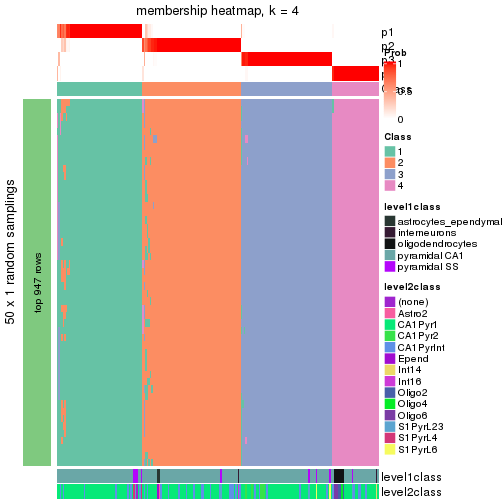 membership heatmap, k = 4
p1
p2
p3
p4
Class
Prob
1
0.5
0
Class
1
2
3
4
level1class
astrocytes_ependymal
interneurons
oligodendrocytes
pyramidal CA1
pyramidal SS
level2class
(none)
Astro2
CA1Pyr1
CA1Pyr2
CA1PyrInt
Epend
Int14
Int16
Oligo2
Oligo4
Oligo6
S1PyrL23
S1PyrL4
S1PyrL6
50 x 1 random samplings
top 947 rows
level1class
level2class